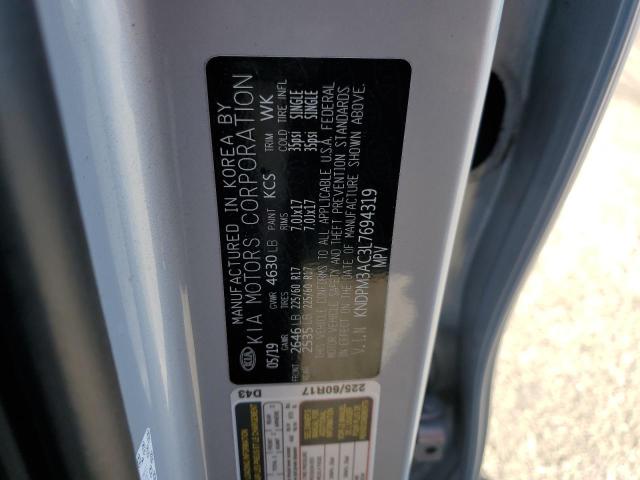 MANUFACTURED IN KOREA BY
KIA MOTORS CORPORATION
KIA
05/19 GVWR 4630 LB PAINT KCS TRIM WK
GAWR TIRES RIMS COLD TIRE INFL
FRONT 2646 LB 225/60 R17 7.0JX17 35psi SINGLE
2535 LB 225/60 R17 7.0JX17 35psi SINGLE
THIS VEHICLE CONFORMS TO ALL APPLICABLE U.S.A. FEDERAL
MOTOR VEHICLE SAFETY AND THEFT PREVENTION STANDARDS
IN EFFECT ON THE DATE OF MANUFACTURE SHOWN ABOVE.
V.I.N KNDPM3AC3L7694319
MPV
D43 225/60R17